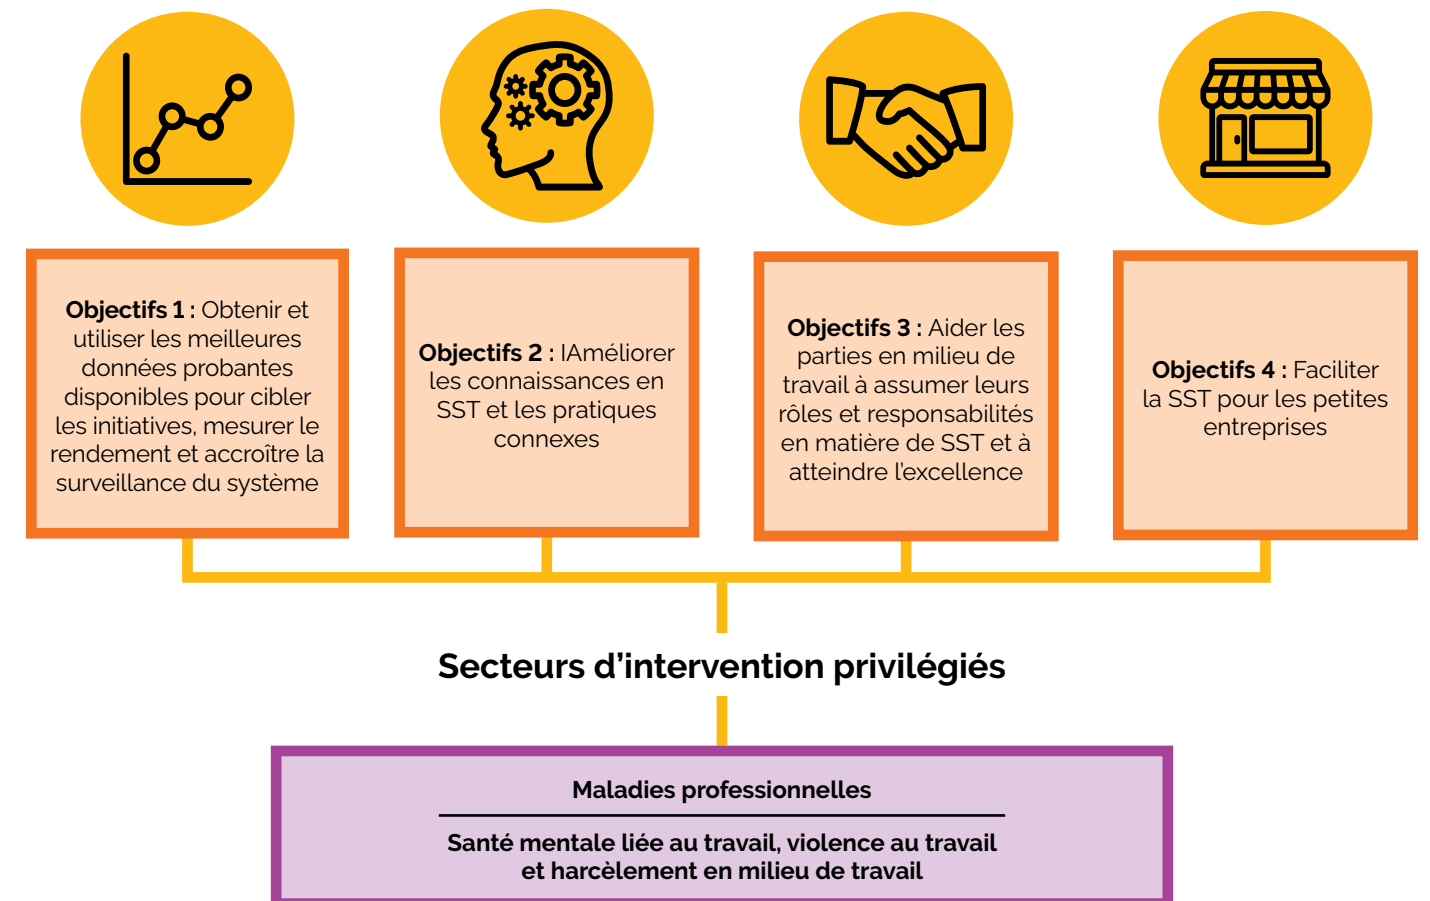 Objectifs 1 : Obtenir et
utiliser les meilleures
données probantes
disponibles pour cibler
les initiatives, mesurer le
rendement et accroître la
surveillance du système
Objectifs 2 : IAméliorer
les connaissances en
SST et les pratiques
connexes
Objectifs 3 : Aider les
parties en milieu de
travail à assumer leurs
rôles et responsabilités
en matière de SST et à
atteindre l’excellence
Objectifs 4 : Faciliter
la SST pour les petites
entreprises
Secteurs d’intervention privilégiés
Maladies professionnelles
Santé mentale liée au travail, violence au travail
et harcèlement en milieu de travail